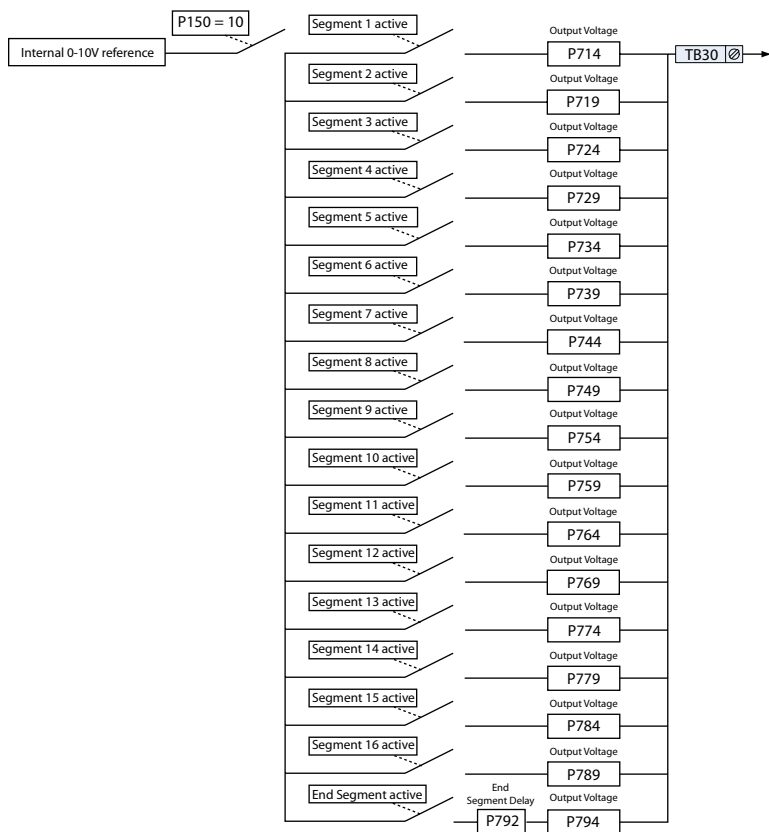 P150 = 10
Internal 0-10V reference
Segment 1 active
Output Voltage
P714
TB30
Segment 2 active
Output Voltage
P719
Segment 3 active
Output Voltage
P724
Segment 4 active
Output Voltage
P729
Segment 5 active
Output Voltage
P734
Segment 6 active
Output Voltage
P739
Segment 7 active
Output Voltage
P744
Segment 8 active
Output Voltage
P749
Segment 9 active
Output Voltage
P754
Segment 10 active
Output Voltage
P759
Segment 11 active
Output Voltage
P764
Segment 12 active
Output Voltage
P769
Segment 13 active
Output Voltage
P774
Segment 14 active
Output Voltage
P779
Segment 15 active
Output Voltage
P784
Segment 16 active
Output Voltage
P789
End Segment active
End
Segment Delay
P792
Output Voltage
P794